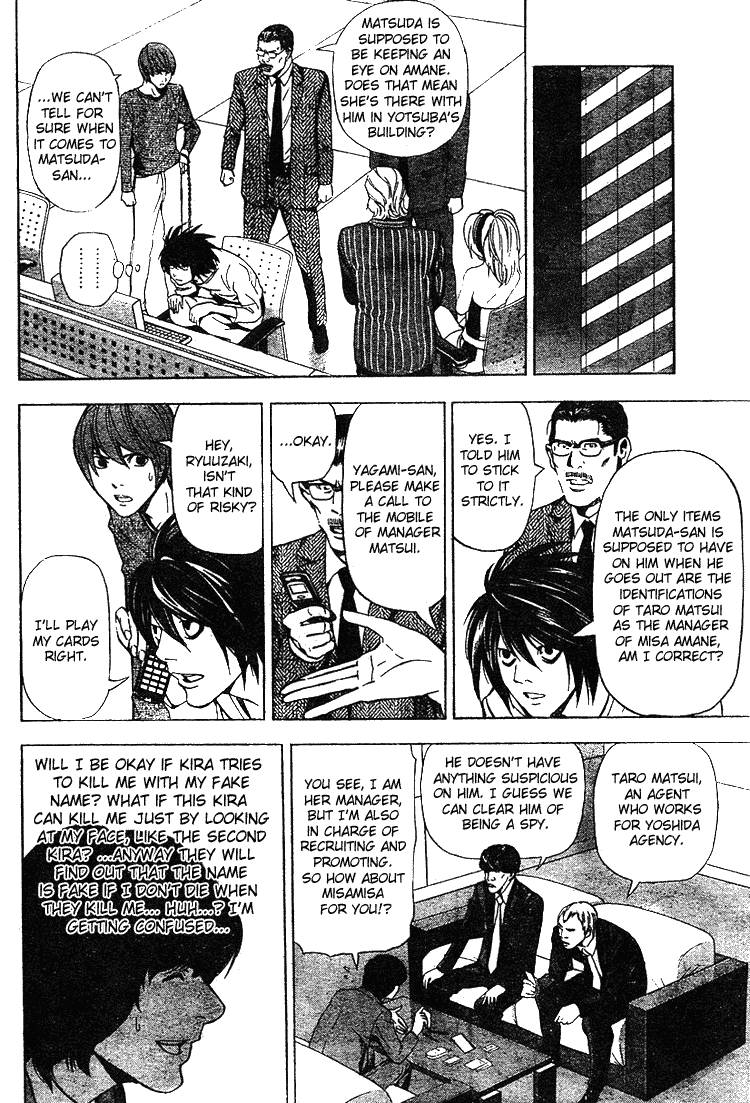 MATSUDA IS
SUPPOSED TO
BE KEEPING AN
EYE ON AMANE.
DOES THAT MEAN
SHE'S THERE WITH
HIM IN YOTSUBA'S
BUILDING?
...WE CAN'T
TELL FOR
SURE WHEN
IT COMES TO
MATSUDA-
SAN...
......
......
THE ONLY ITEMS
MATSUDA-SAN IS
SUPPOSED TO HAVE
ON HIM WHEN HE
GOES OUT ARE THE
IDENTIFICATIONS
OF TARO MATSUI
AS THE MANAGER
OF MISA AMANE,
AM I CORRECT?
YES. I
TOLD HIM
TO STICK
TO IT
STRICTLY.
YAGAMI-SAN,
PLEASE MAKE
A CALL TO
THE MOBILE
OF MANAGER
MATSUI.
...OKAY.
HEY,
RYUUZAKI,
ISN'T
THAT KIND
OF RISKY?
I'LL PLAY
MY CARDS
RIGHT.
TARO MATSUI,
AN AGENT
WHO WORKS
FOR YOSHIDA
AGENCY.
HE DOESN'T HAVE
ANYTHING SUSPICIOUS
ON HIM. I GUESS WE
CAN CLEAR HIM OF
BEING A SPY.
YOU SEE, I AM
HER MANAGER,
BUT I'M ALSO
IN CHARGE OF
RECRUITING AND
PROMOTING.
SO HOW ABOUT
MISAMISA
FOR YOU!?
WILL I BE OKAY IF KIRA TRIES
TO KILL ME WITH MY FAKE
NAME? WHAT IF THIS KIRA
CAN KILL ME JUST BY LOOKING
AT MY FACE, LIKE THE SECOND
KIRA? ...ANYWAY THEY WILL
FIND OUT THAT THE NAME
IS FAKE IF I DON'T DIE WHEN
THEY KILL ME... HUH...? I'M
GETTING CONFUSED...